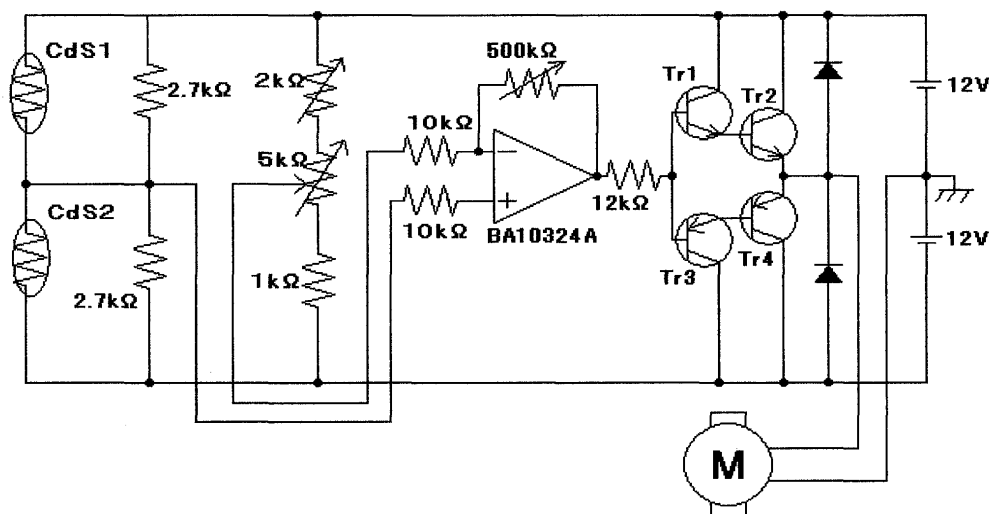 CdS1
2.7kΩ
CdS2
2.7kΩ
2kΩ
5kΩ
1kΩ
10kΩ
10kΩ
500kΩ
−
+
BA10324A
12kΩ
Tr1
Tr2
Tr3
Tr4
12V
12V
M